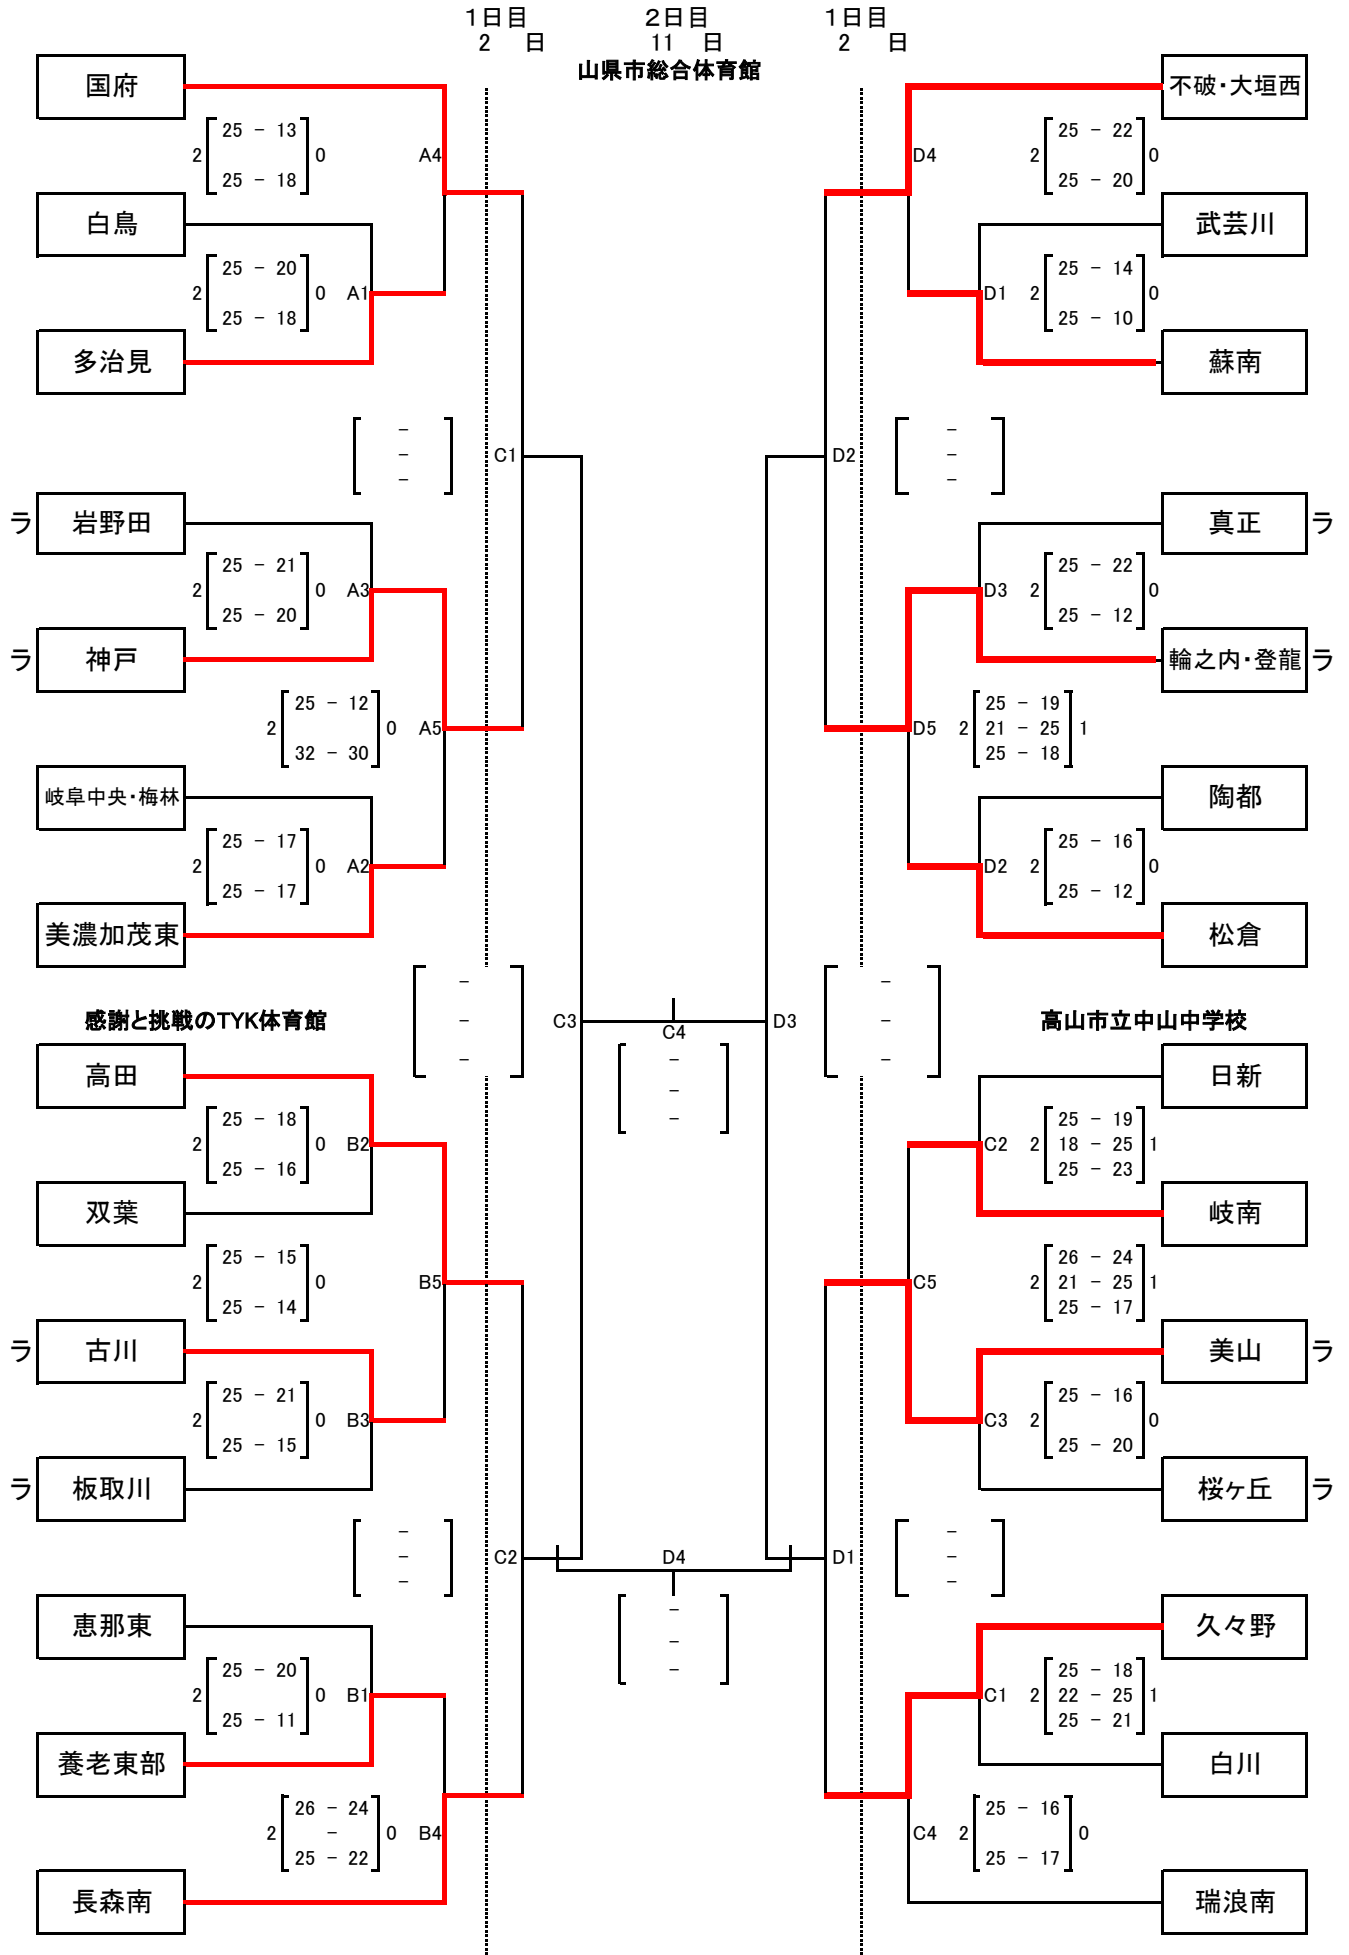 1日目 2日目 1日目
2 日 11 日 2 日
山県市総合体育館
国府
25 - 13
2 0 A4
25 - 18
白鳥
25 - 20
2 0 A1
25 - 18
多治見
-
- C1
-
ラ 岩野田
25 - 21
2 0 A3
25 - 20
ラ 神戸
25 - 12
2 0 A5
32 - 30
岐阜中央・梅林
25 - 17
2 0 A2
25 - 17
美濃加茂東
-
- C3
-
感謝と挑戦のTYK体育館
高田
25 - 18
2 0 B2
25 - 16
双葉
25 - 15
2 0 B5
25 - 14
ラ 古川
25 - 21
2 0 B3
25 - 15
ラ 板取川
-
- C2
-
恵那東
25 - 20
2 0 B1
25 - 11
養老東部
26 - 24
2 - 0 B4
25 - 22
長森南
C4
-
-
-
D4
-
-
-
不破・大垣西
25 - 22
D4 2 0
25 - 20
武芸川
25 - 14
D1 2 0
25 - 10
蘇南
-
D2 -
-
真正 ラ
25 - 22
D3 2 0
25 - 12
輪之内・登龍 ラ
25 - 19
D5 2 21 - 25 1
25 - 18
陶都
25 - 16
D2 2 0
25 - 12
松倉
-
D3 -
-
高山市立中山中学校
日新
25 - 19
C2 2 18 - 25 1
25 - 23
岐南
26 - 24
C5 2 21 - 25 1
25 - 17
美山 ラ
25 - 16
C3 2 0
25 - 20
桜ヶ丘 ラ
-
D1 -
-
久々野
25 - 18
C1 2 22 - 25 1
25 - 21
白川
25 - 16
C4 2 0
25 - 17
瑞浪南